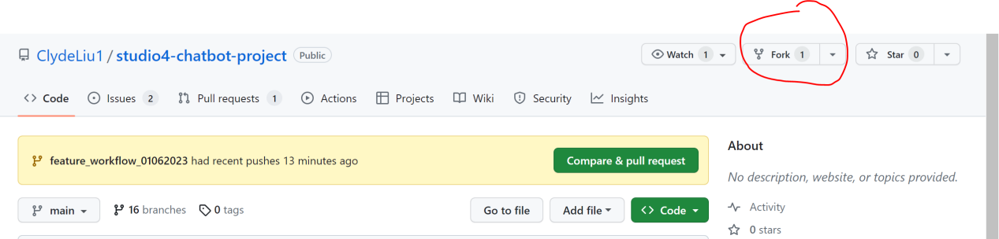 ClydeLiu1 / studio4-chatbot-project Public Watch 1 Fork 1 Star 0
Code Issues 2 Pull requests 1 Actions Projects Wiki Security Insights
feature_workflow_01062023 had recent pushes 13 minutes ago Compare & pull request
main 16 branches 0 tags Go to file Add file Code
About
No description, website, or topics provided.
Activity
0 stars